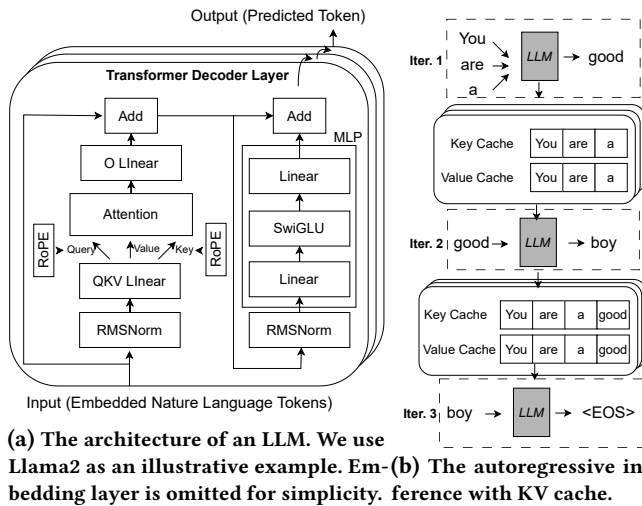 Output (Predicted Token)
Transformer Decoder Layer
Add
Add
MLP
O LInear
Linear
Attention
SwiGLU
RoPE
Query
Value
Key
RoPE
QKV LInear
Linear
RMSNorm
RMSNorm
Input (Embedded Nature Language Tokens)
(a) The architecture of an LLM. We use
Llama2 as an illustrative example. Em-
bedding layer is omitted for simplicity.
You
Iter. 1
are
LLM
good
a
Key Cache You are a
Value Cache You are a
Iter. 2 good LLM boy
Key Cache You are a good
Value Cache You are a good
Iter. 3 boy LLM <EOS>
(b) The autoregressive in
ference with KV cache.